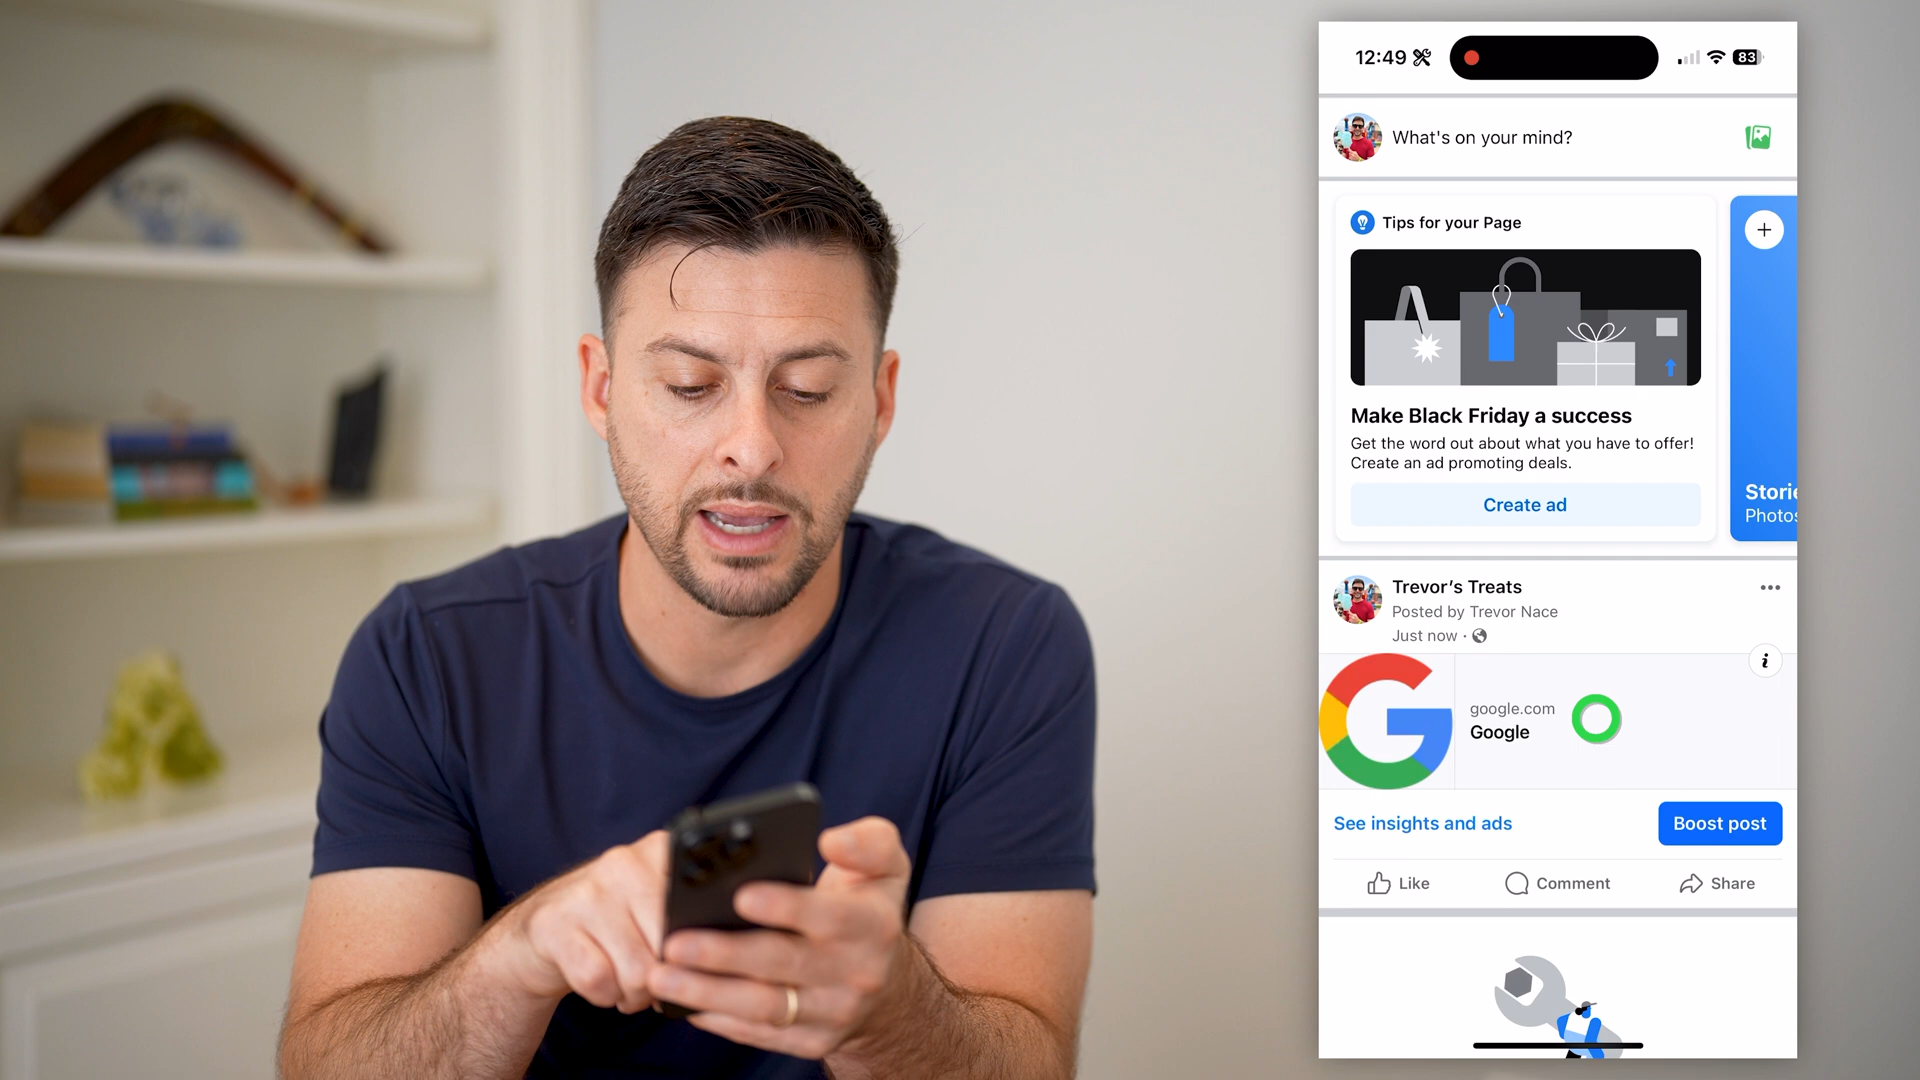 12:49
83
What's on your mind?
Tips for your Page
Make Black Friday a success
Get the word out about what you have to offer!
Create an ad promoting deals.
Create ad
Storie
Photos
Trevor’s Treats
Posted by Trevor Nace
Just now ·
google.com
Google
See insights and ads
Boost post
Like
Comment
Share